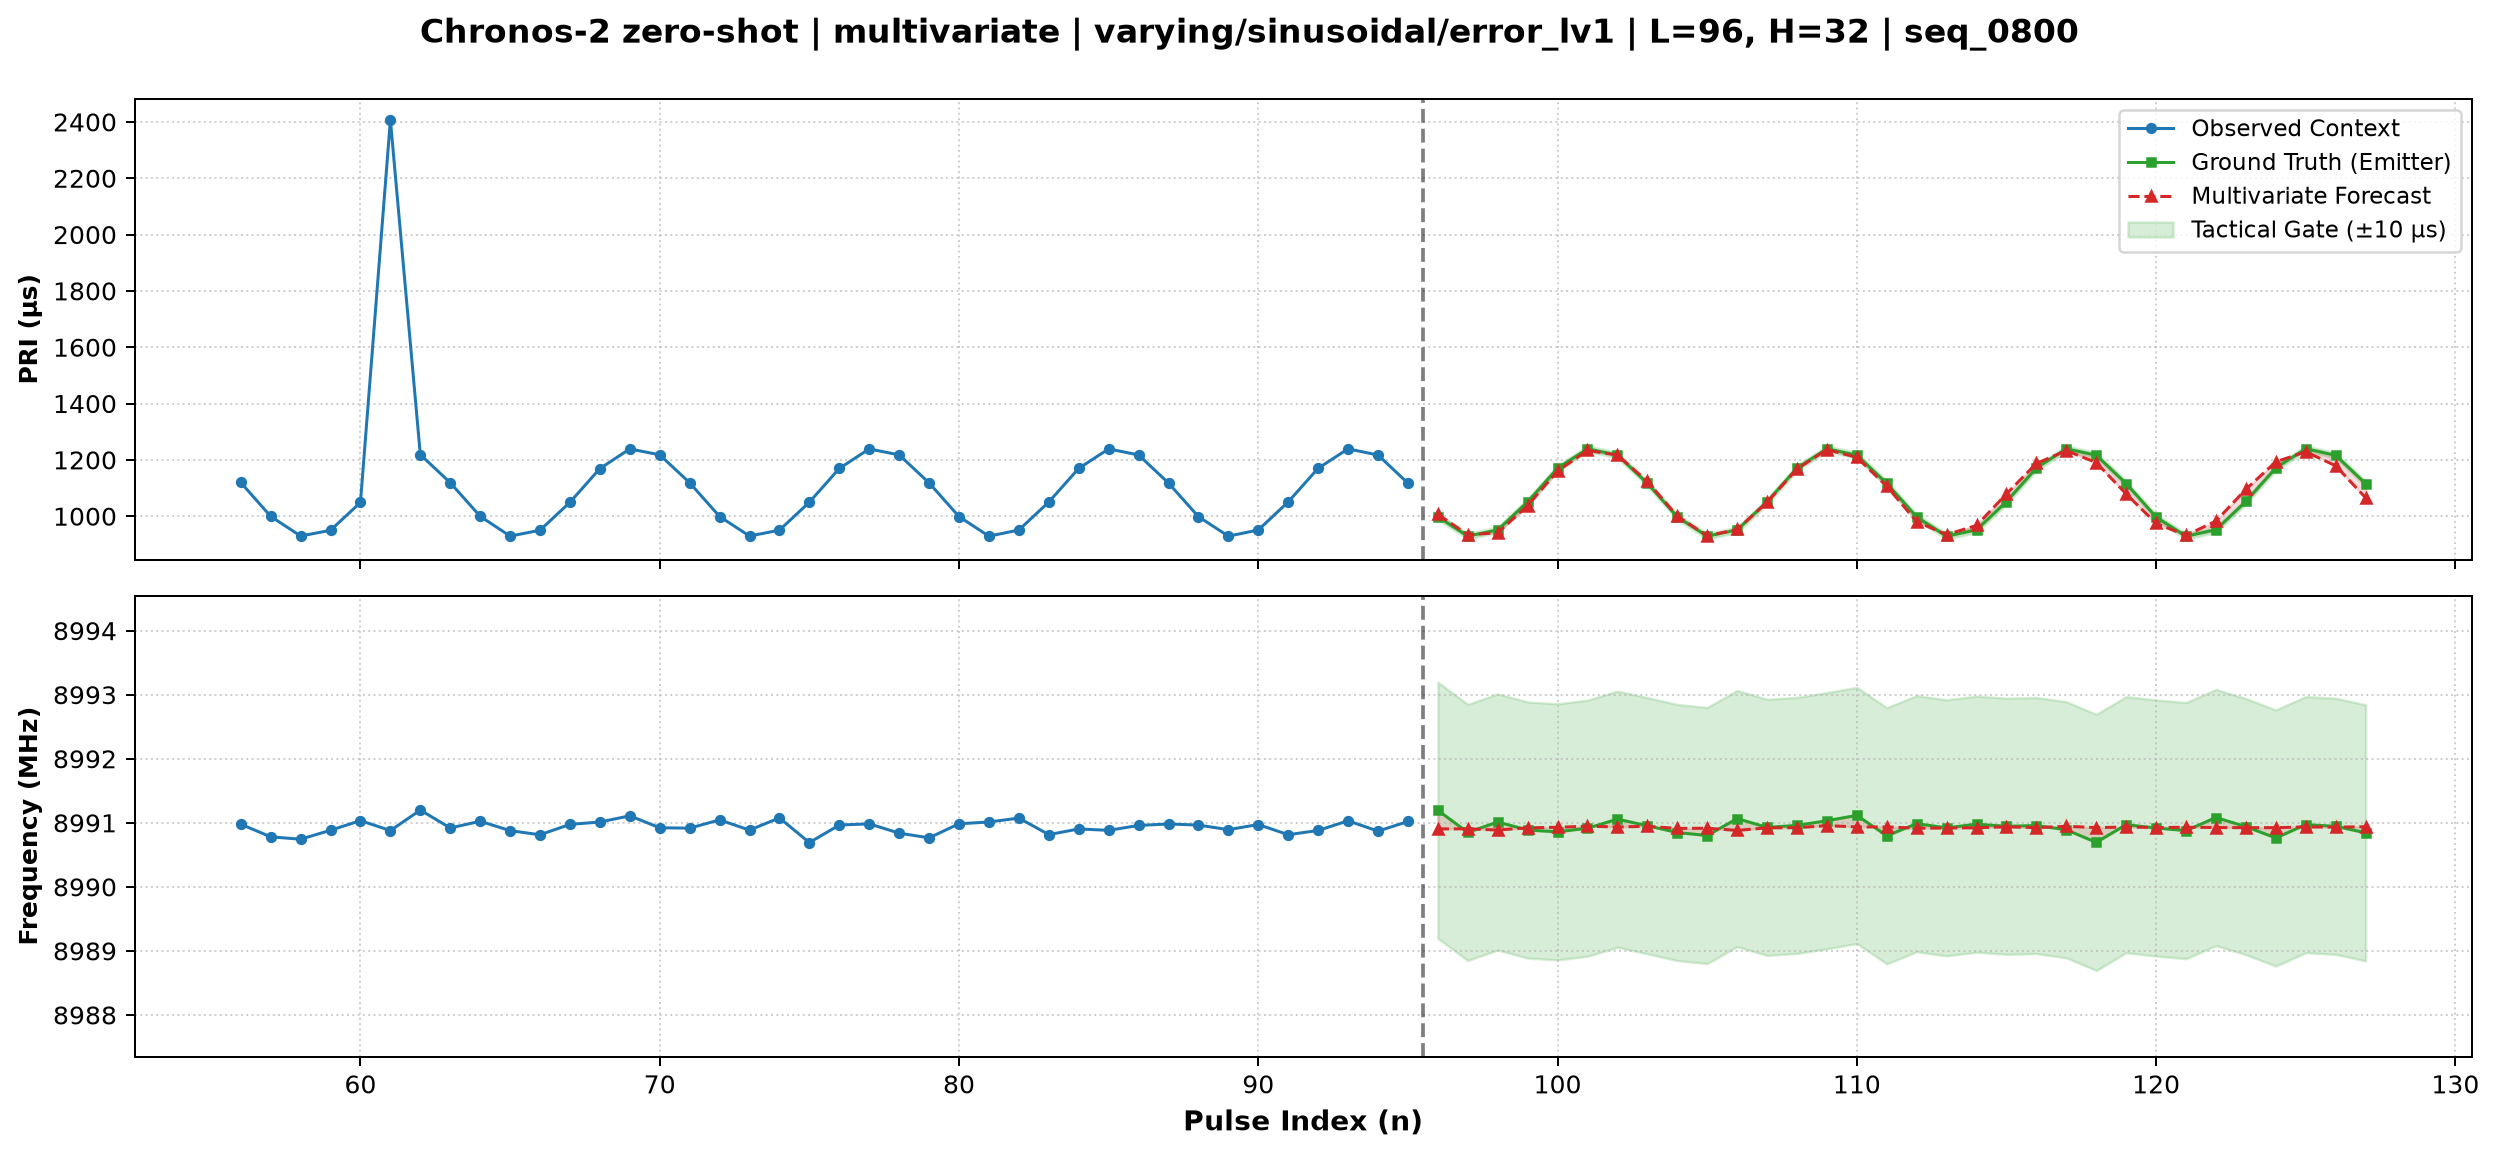 Chronos-2 zero-shot | multivariate | varying/sinusoidal/error_lv1 | L=96, H=32 | seq_0800
2400
2200
2000
1800
1600
1400
1200
1000
PRI (µs)
Observed Context
Ground Truth (Emitter)
Multivariate Forecast
Tactical Gate (±10 µs)
8994
8993
8992
8991
8990
8989
8988
Frequency (MHz)
60 70 80 90 100 110 120 130
Pulse Index (n)